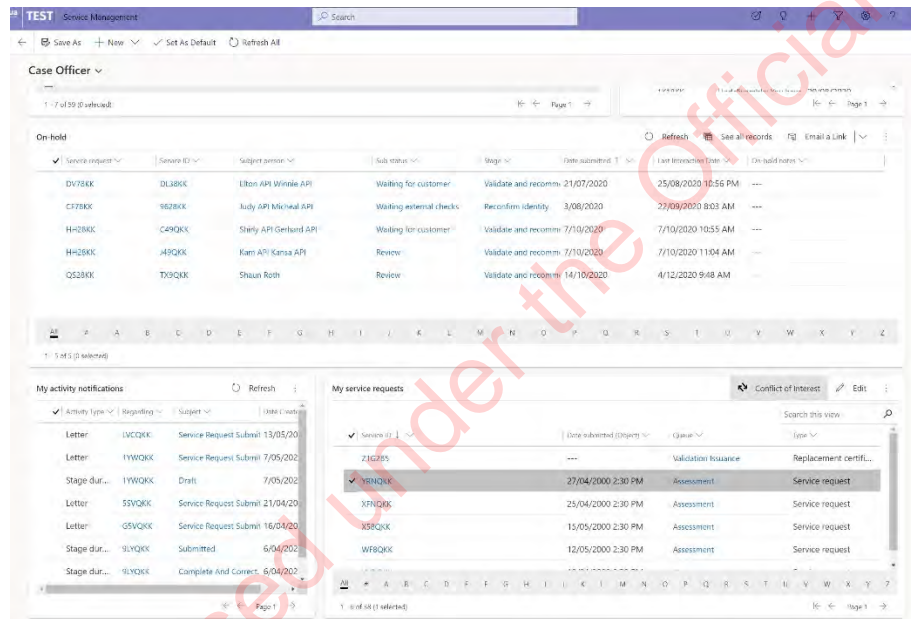 TEST Service Management Search
Save As New Set As Default Refresh All
Case Officer
1 - 7 of 59 (0 selected) Page 1 Page 1
On-hold Refresh See all records Email a Link
Service request Service ID Subject person Sub status Stage Date submitted Last Interacting Date On-hold notes
DV78KK DL38KK Elton API Winnie API Waiting for customer Validate and recomm 21/07/2020 25/08/2020 10:56 PM ---
CF78KK 9628KK Judy API Micheal API Waiting external checks Reconfirm identity 3/08/2020 22/09/2020 8:03 AM ---
HH28KK C49QKK Shirly API Gerhard API Waiting for customer Validate and recomm 7/10/2020 7/10/2020 10:55 AM ---
HH28KK J49QKK Kam API Kansa API Review Validate and recomm 7/10/2020 7/10/2020 11:04 AM ---
QS28KK TX9QKK Shaun Roth Review Validate and recomm 14/10/2020 4/12/2020 9:48 AM ---
All # A B C D E F G H I J K L M N O P Q R S T U V W X Y Z
1 - 5 of 5 (0 selected)
My activity notifications Refresh
Activity Type Regarding Subject Date Created
Letter LVCQKK Service Request Submit 13/05/20
Letter 1YWQKK Service Request Submit 7/05/202
Stage dur... 1YWQKK Draft 7/05/202
Letter 5SVQKK Service Request Submit 21/04/20
Letter G5VQKK Service Request Submit 16/04/20
Stage dur... 9LYQKK Submitted 6/04/202
Stage dur... 9LYQKK Complete And Correct. 6/04/202
Page 1
My service requests Conflict of Interest Edit
Search this view
Service ID Date submitted (Object) Queue Type
Z1G2B5 --- Validation Issuance Replacement certifi...
YRNQKK 27/04/2000 2:30 PM Assessment Service request
XFNQKK 25/04/2000 2:30 PM Assessment Service request
X58QKK 15/05/2000 2:30 PM Assessment Service request
WF8QKK 12/05/2000 2:30 PM Assessment Service request
All # A B C D E F G H I J K L M N O P Q R S T U V W X Y Z
of 58 (1 selected) Page 1
sed under the Official